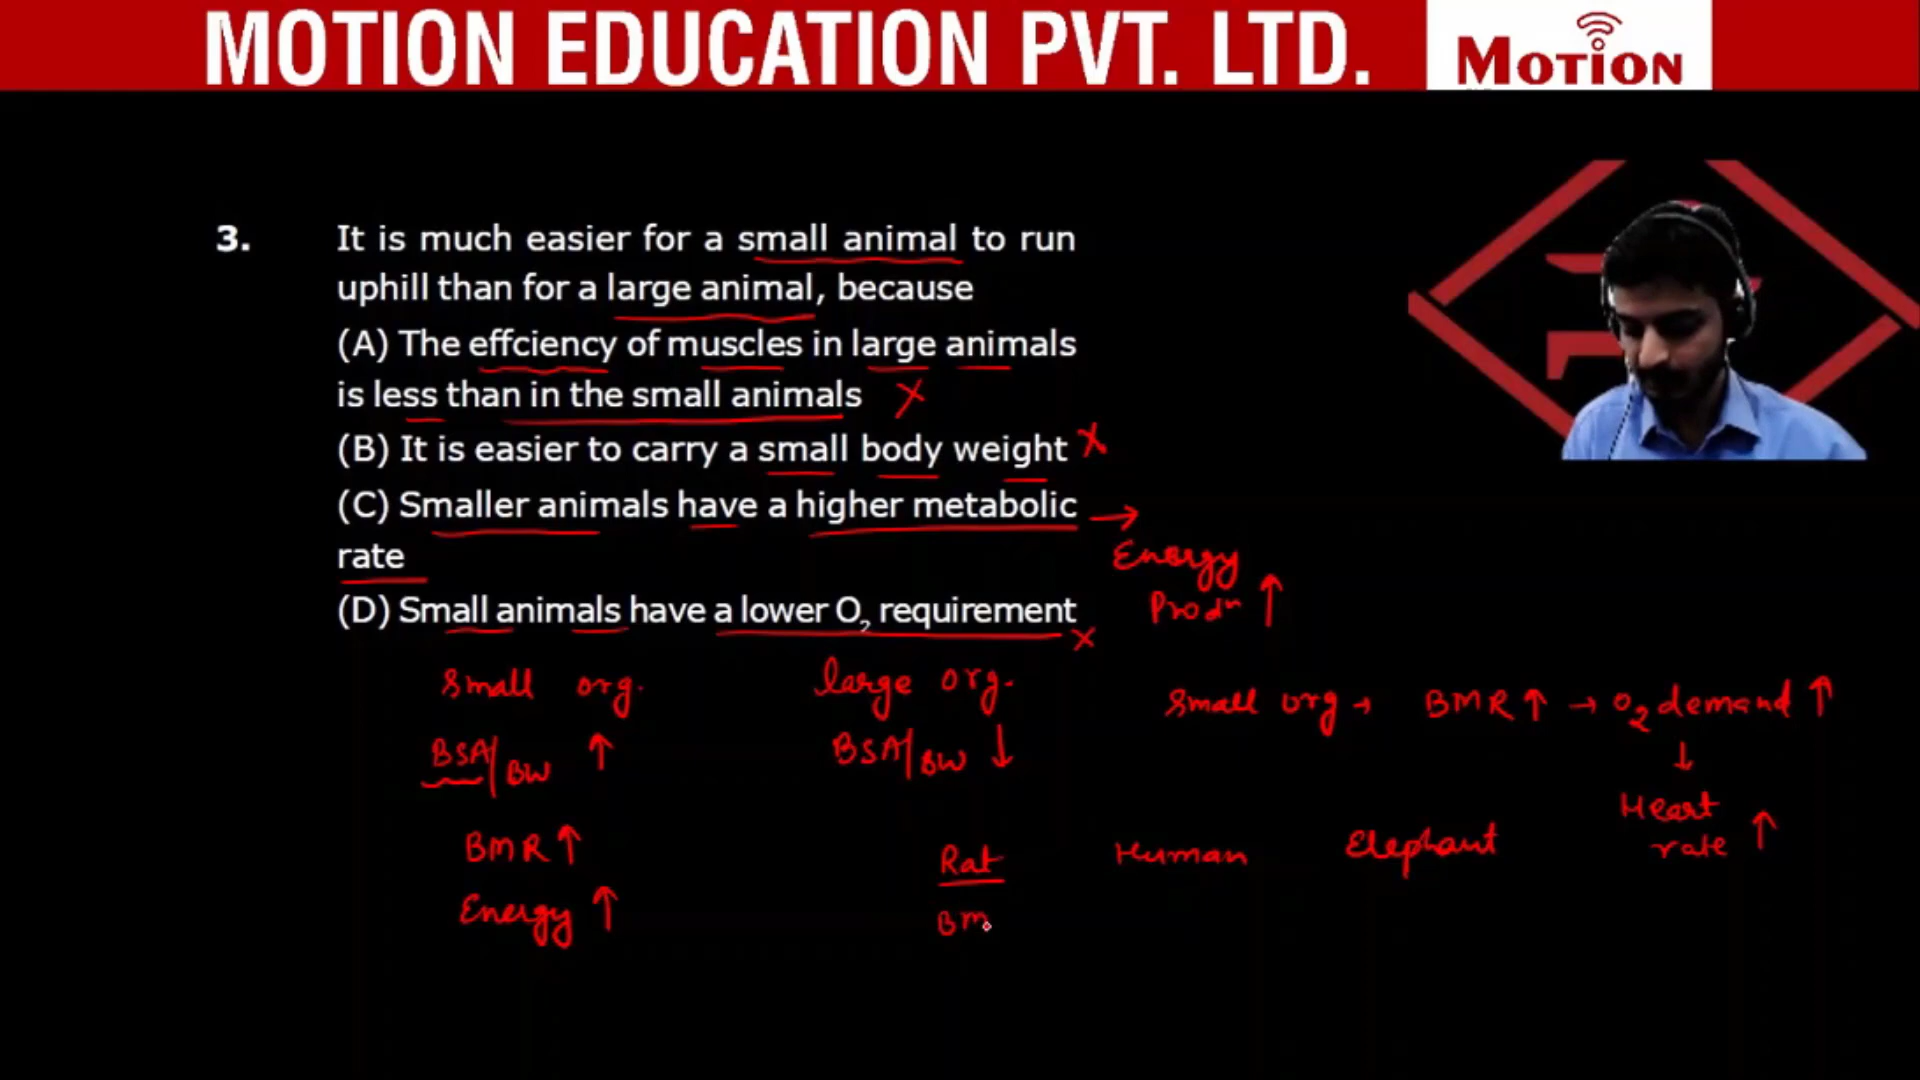 MOTION EDUCATION PVT. LTD.
MOTION
3. It is much easier for a small animal to run
uphill than for a large animal, because
(A) The effciency of muscles in large animals
is less than in the small animals X
(B) It is easier to carry a small body weight X
(C) Smaller animals have a higher metabolic →
rate
Energy
Prodn ↑
(D) Small animals have a lower O₂ requirement X
Small org. large org.
Small org → BMR ↑ → O₂ demand ↑
BSA/BW ↑ BSA/BW ↓
↓
Heart
rate ↑
BMR ↑
Rat Human Elephant
Energy ↑
BM